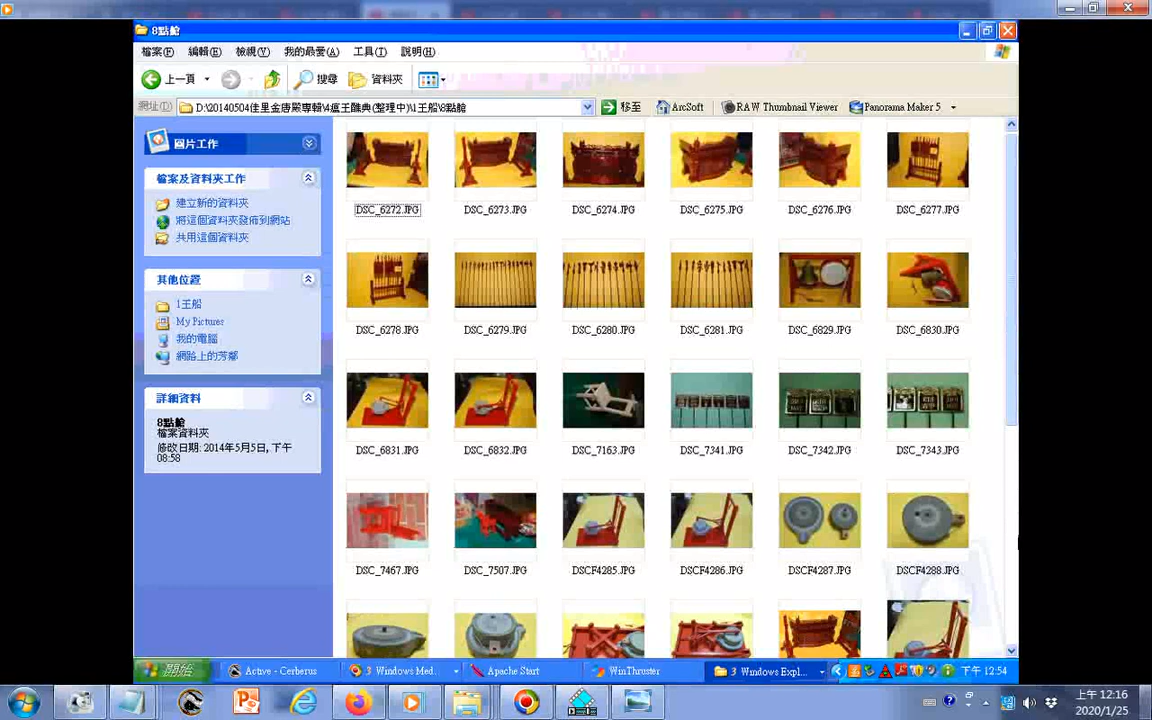 8點艙
檔案(F) 編輯(E) 檢視(V) 我的最愛(A) 工具(T) 說明(H)
上一頁 搜尋 資料夾
網址(D) D:\20140504佳里金唐殿專輯\4瘟王醮典(整理中)\1王船\8點艙 移至 ArcSoft RAW Thumbnail Viewer Panorama Maker 5
圖片工作
檔案及資料夾工作
建立新的資料夾
將這個資料夾發佈到網站
共用這個資料夾
其他位置
1王船
My Pictures
我的電腦
網路上的芳鄰
詳細資料
8點艙
檔案資料夾
修改日期: 2014年5月5日, 下午
08:58
DSC_6272.JPG DSC_6273.JPG DSC_6274.JPG DSC_6275.JPG DSC_6276.JPG DSC_6277.JPG
DSC_6278.JPG DSC_6279.JPG DSC_6280.JPG DSC_6281.JPG DSC_6829.JPG DSC_6830.JPG
DSC_6831.JPG DSC_6832.JPG DSC_7163.JPG DSC_7341.JPG DSC_7342.JPG DSC_7343.JPG
DSC_7467.JPG DSC_7507.JPG DSCF4285.JPG DSCF4286.JPG DSCF4287.JPG DSCF4288.JPG
開始 Active - Cerberus 3 Windows Med... Apache Start WinThruster 3 Windows Expl... 下午 12:54
上午 12:16
2020/1/25